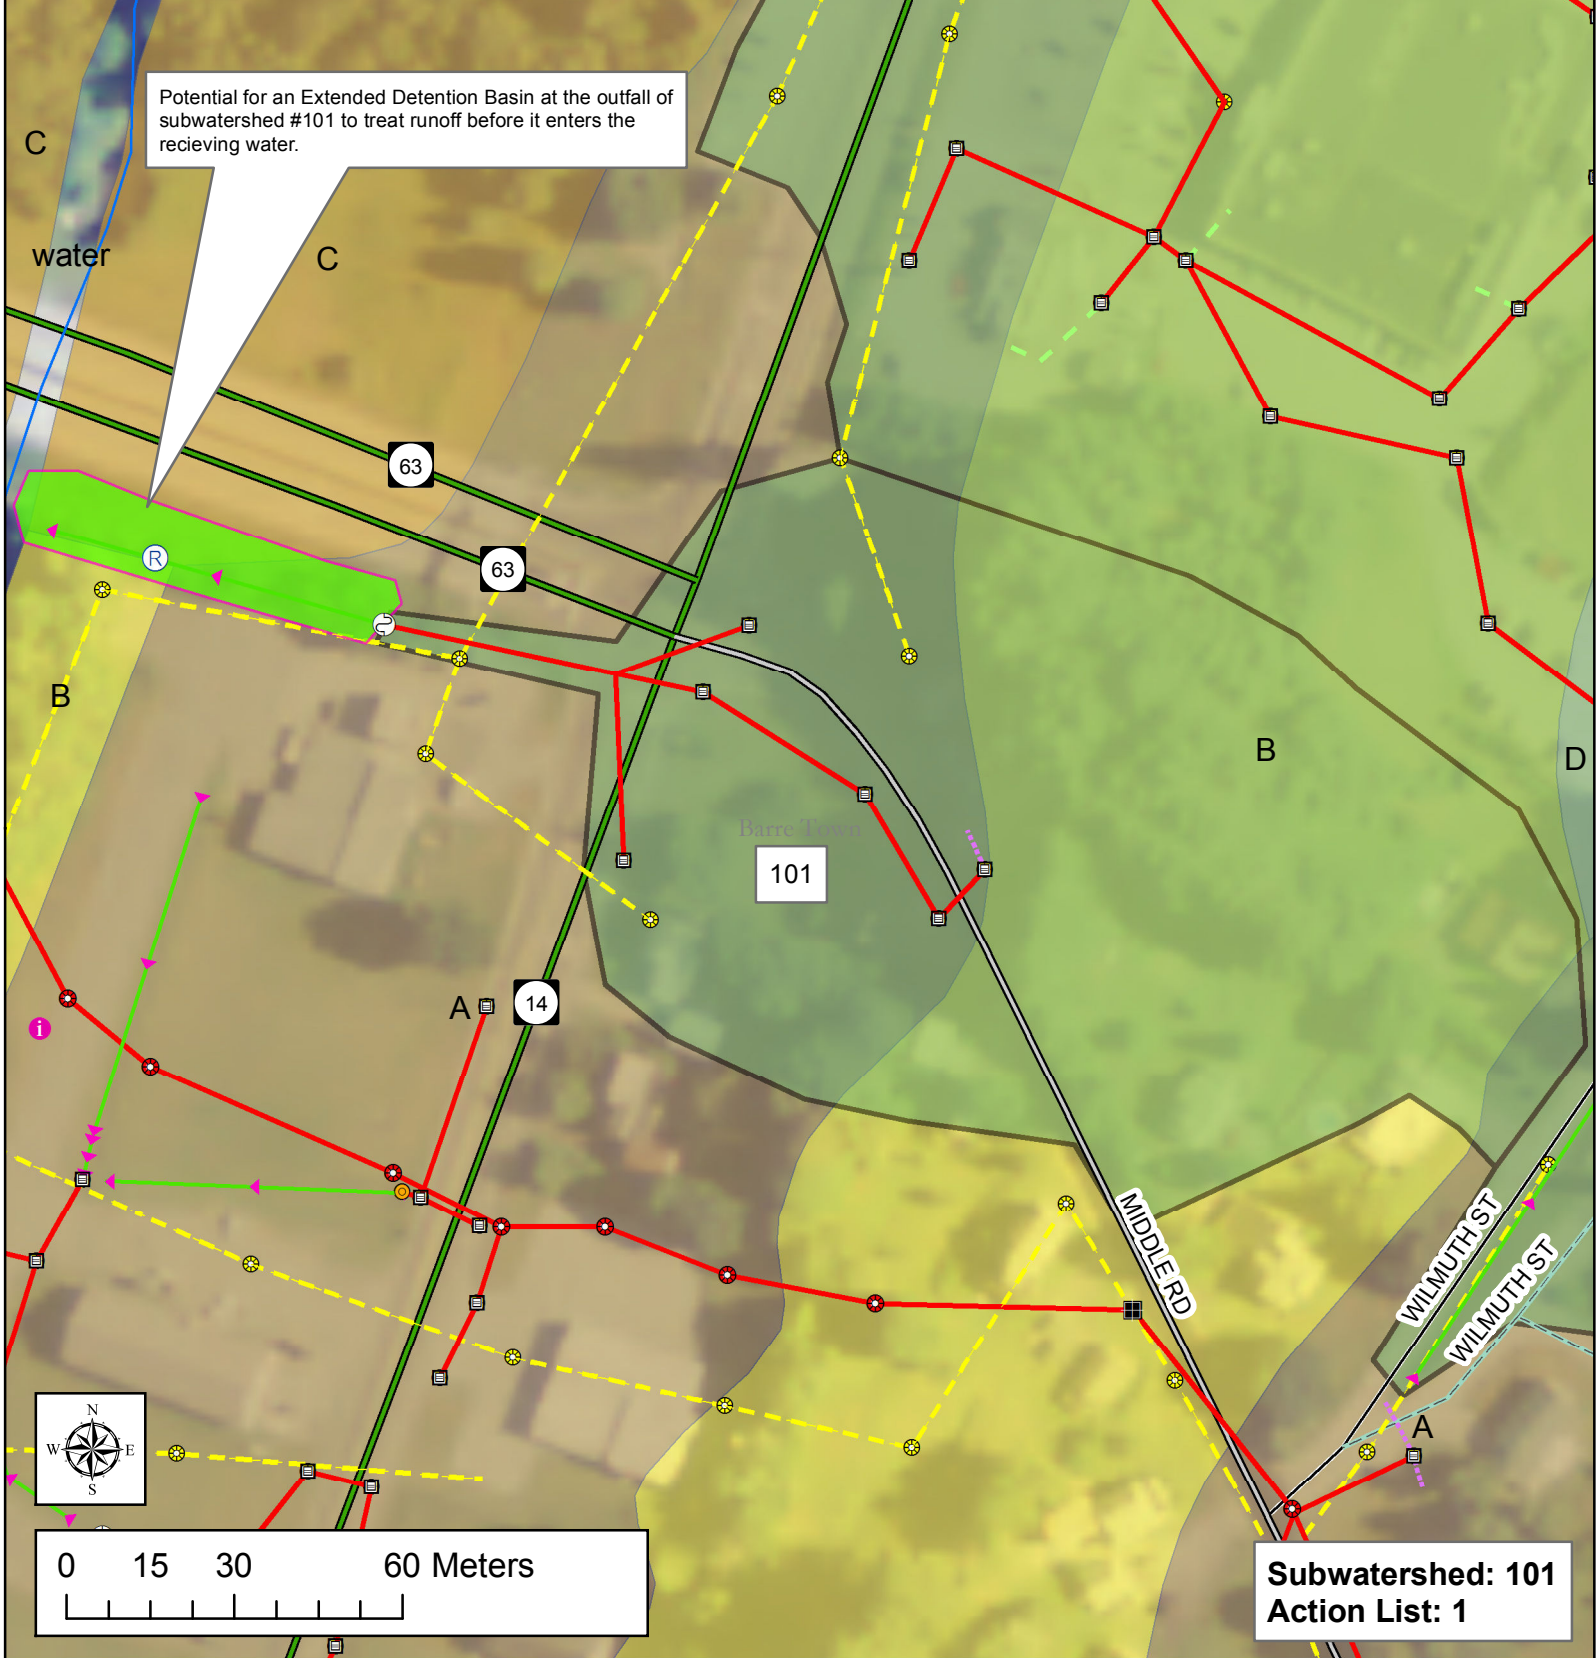 Potential for an Extended Detention Basin at the outfall of
subwatershed #101 to treat runoff before it enters the
recieving water.
C
water
C
63
63
R
B
B
D
Barre Town
101
A
14
i
MIDDLE RD
WILMUTH ST
WILMUTH ST
A
N
W E
S
0 15 30 60 Meters
Subwatershed: 101
Action List: 1